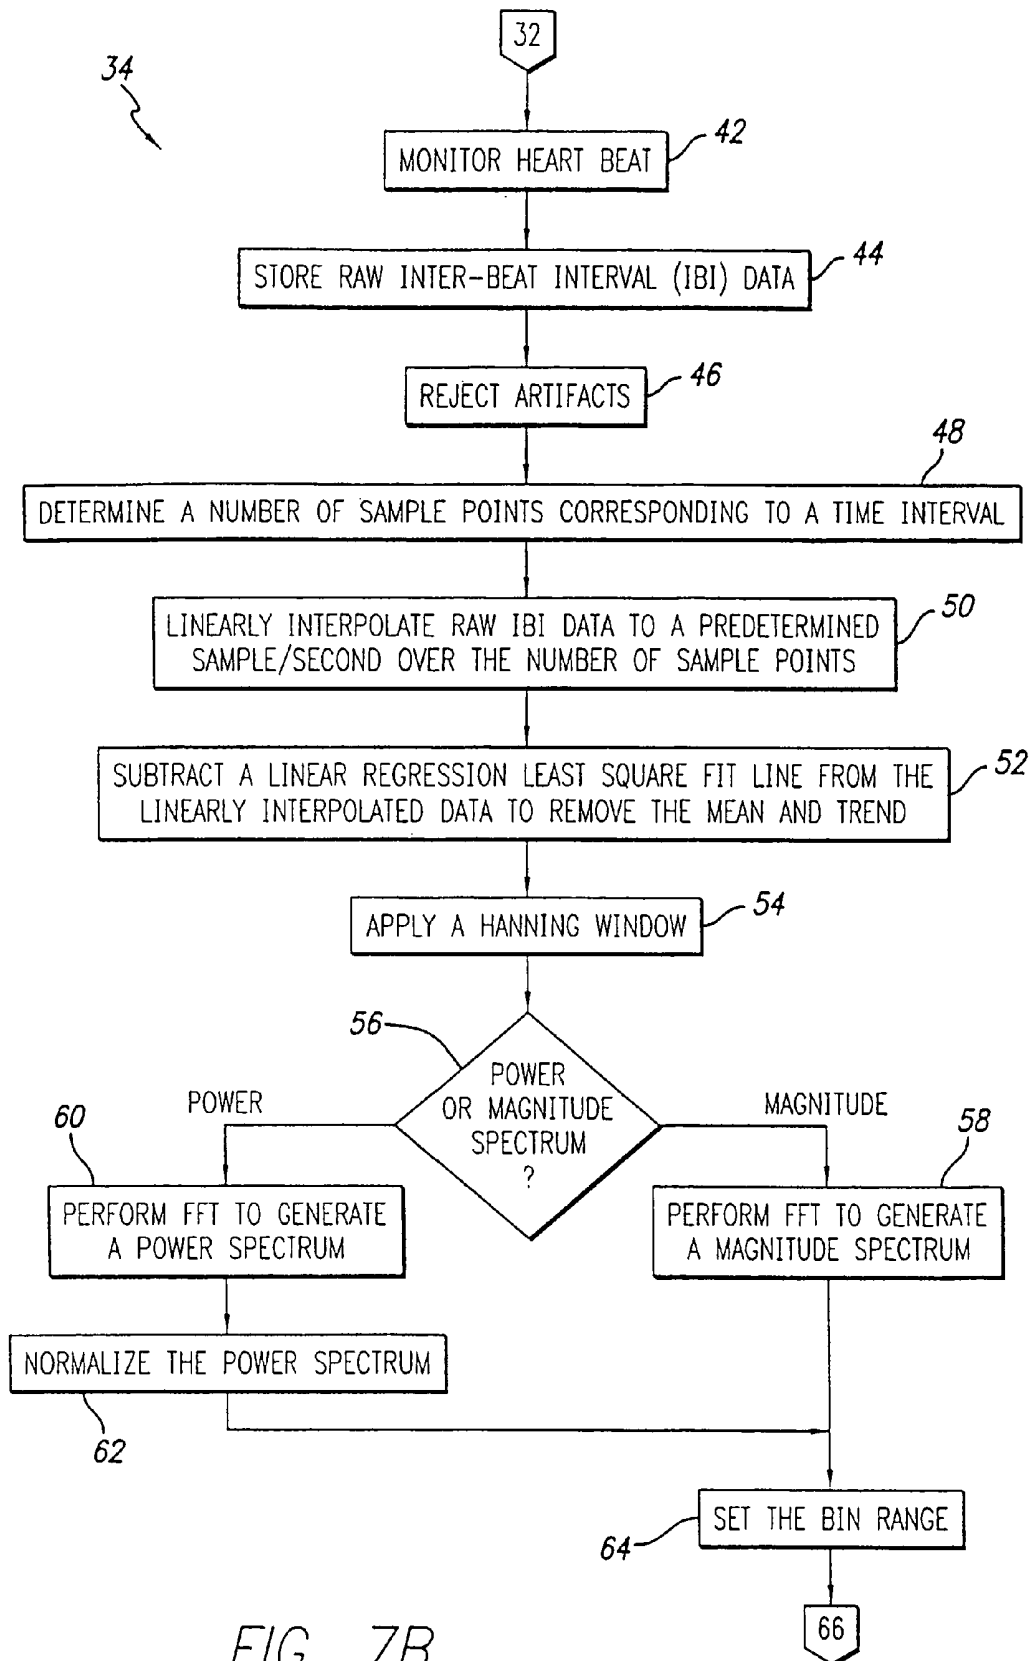 32
34
MONITOR HEART BEAT
42
STORE RAW INTER-BEAT INTERVAL (IBI) DATA
44
REJECT ARTIFACTS
46
48
DETERMINE A NUMBER OF SAMPLE POINTS CORRESPONDING TO A TIME INTERVAL
50
LINEARLY INTERPOLATE RAW IBI DATA TO A PREDETERMINED
SAMPLE/SECOND OVER THE NUMBER OF SAMPLE POINTS
52
SUBTRACT A LINEAR REGRESSION LEAST SQUARE FIT LINE FROM THE
LINEARLY INTERPOLATED DATA TO REMOVE THE MEAN AND TREND
54
APPLY A HANNING WINDOW
56
POWER
OR MAGNITUDE
SPECTRUM
?
POWER
MAGNITUDE
60
PERFORM FFT TO GENERATE
A POWER SPECTRUM
58
PERFORM FFT TO GENERATE
A MAGNITUDE SPECTRUM
NORMALIZE THE POWER SPECTRUM
62
SET THE BIN RANGE
64
66
FIG. 7B